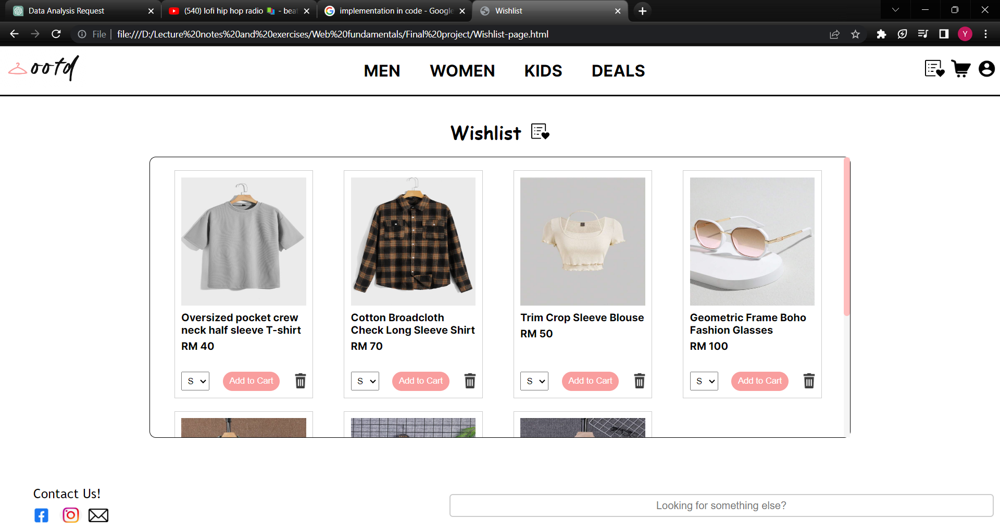 Data Analysis Request
(540) lofi hip hop radio 📚 - bea
implementation in code - Google
Wishlist
File
file:///D:/Lecture%20notes%20and%20exercises/Web%20fundamentals/Final%20project/Wishlist-page.html
Y
ootd
MEN
WOMEN
KIDS
DEALS
Wishlist
Oversized pocket crew
neck half sleeve T-shirt
RM 40
S
Add to Cart
Cotton Broadcloth
Check Long Sleeve Shirt
RM 70
S
Add to Cart
Trim Crop Sleeve Blouse
RM 50
S
Add to Cart
Geometric Frame Boho
Fashion Glasses
RM 100
S
Add to Cart
Contact Us!
Looking for something else?